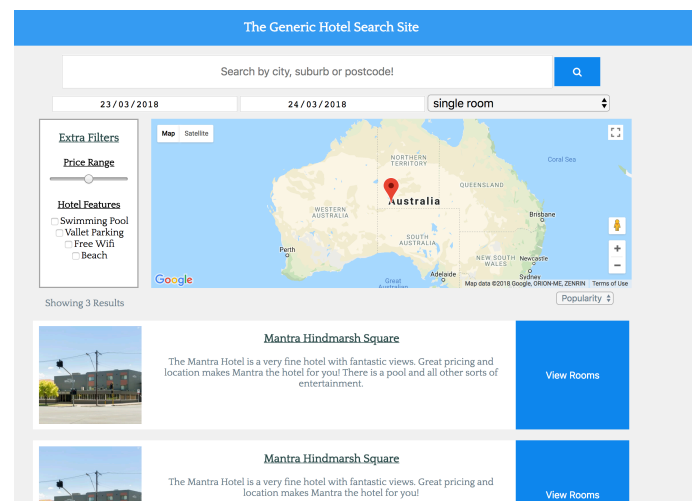 The Generic Hotel Search Site
Search by city, suburb or postcode!
23/03/2018
24/03/2018
single room
Extra Filters
Price Range
Hotel Features
Swimming Pool
Vallet Parking
Free Wifi
Beach
Map Satellite
NORTHERN
TERRITORY
Coral Sea
QUEENSLAND
Australia
WESTERN
AUSTRALIA
Brisbane
SOUTH
AUSTRALIA
Perth
NEW SOUTH
WALES
Newcastle
Adelaide
Sydney
Great
Australian
Google
Map data ©2018 Google, ORION-ME, ZENRIN Terms of Use
Showing 3 Results
Popularity
Mantra Hindmarsh Square
The Mantra Hotel is a very fine hotel with fantastic views. Great pricing and
location makes Mantra the hotel for you! There is a pool and all other sorts of
entertainment.
View Rooms
Mantra Hindmarsh Square
The Mantra Hotel is a very fine hotel with fantastic views. Great pricing and
location makes Mantra the hotel for you!
View Rooms